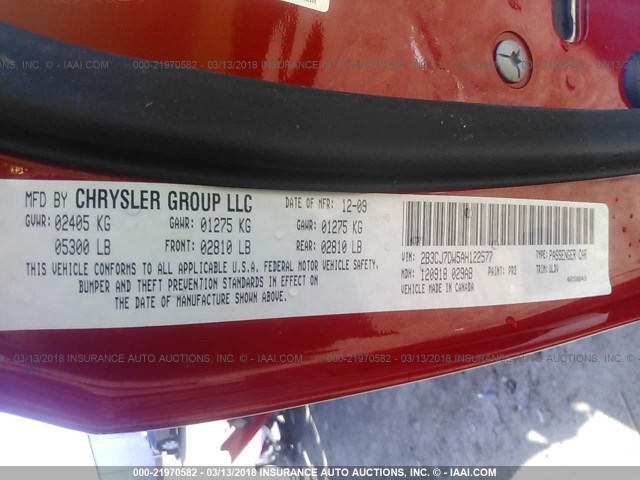 000-21970582 - 03/13/2018 INSURANCE AUTO AUCTIONS, INC. - © IAAI.COM
MFD BY CHRYSLER GROUP LLC DATE OF MFR: 12-09
GVWR: 02405 KG GAWR: 01275 KG GAWR: 01275 KG
05300 LB FRONT: 02810 LB REAR: 02810 LB
THIS VEHICLE CONFORMS TO ALL APPLICABLE U.S.A. FEDERAL MOTOR VEHICLE SAFETY,
BUMPER AND THEFT PREVENTION STANDARDS IN EFFECT ON
THE DATE OF MANUFACTURE SHOWN ABOVE.
VIN: 2B3CJ7DW5AH122577 TYPE: PASSENGER CAR
MDH: 120918 029AB PAINT: PR3 TRIM:
VEHICLE MADE IN CANADA
000-21970582 - 03/13/2018 INSURANCE AUTO AUCTIONS, INC. - © IAAI.COM
000-21970582 - 03/13/2018 INSURANCE AUTO AUCTIONS, INC. - © IAAI.COM